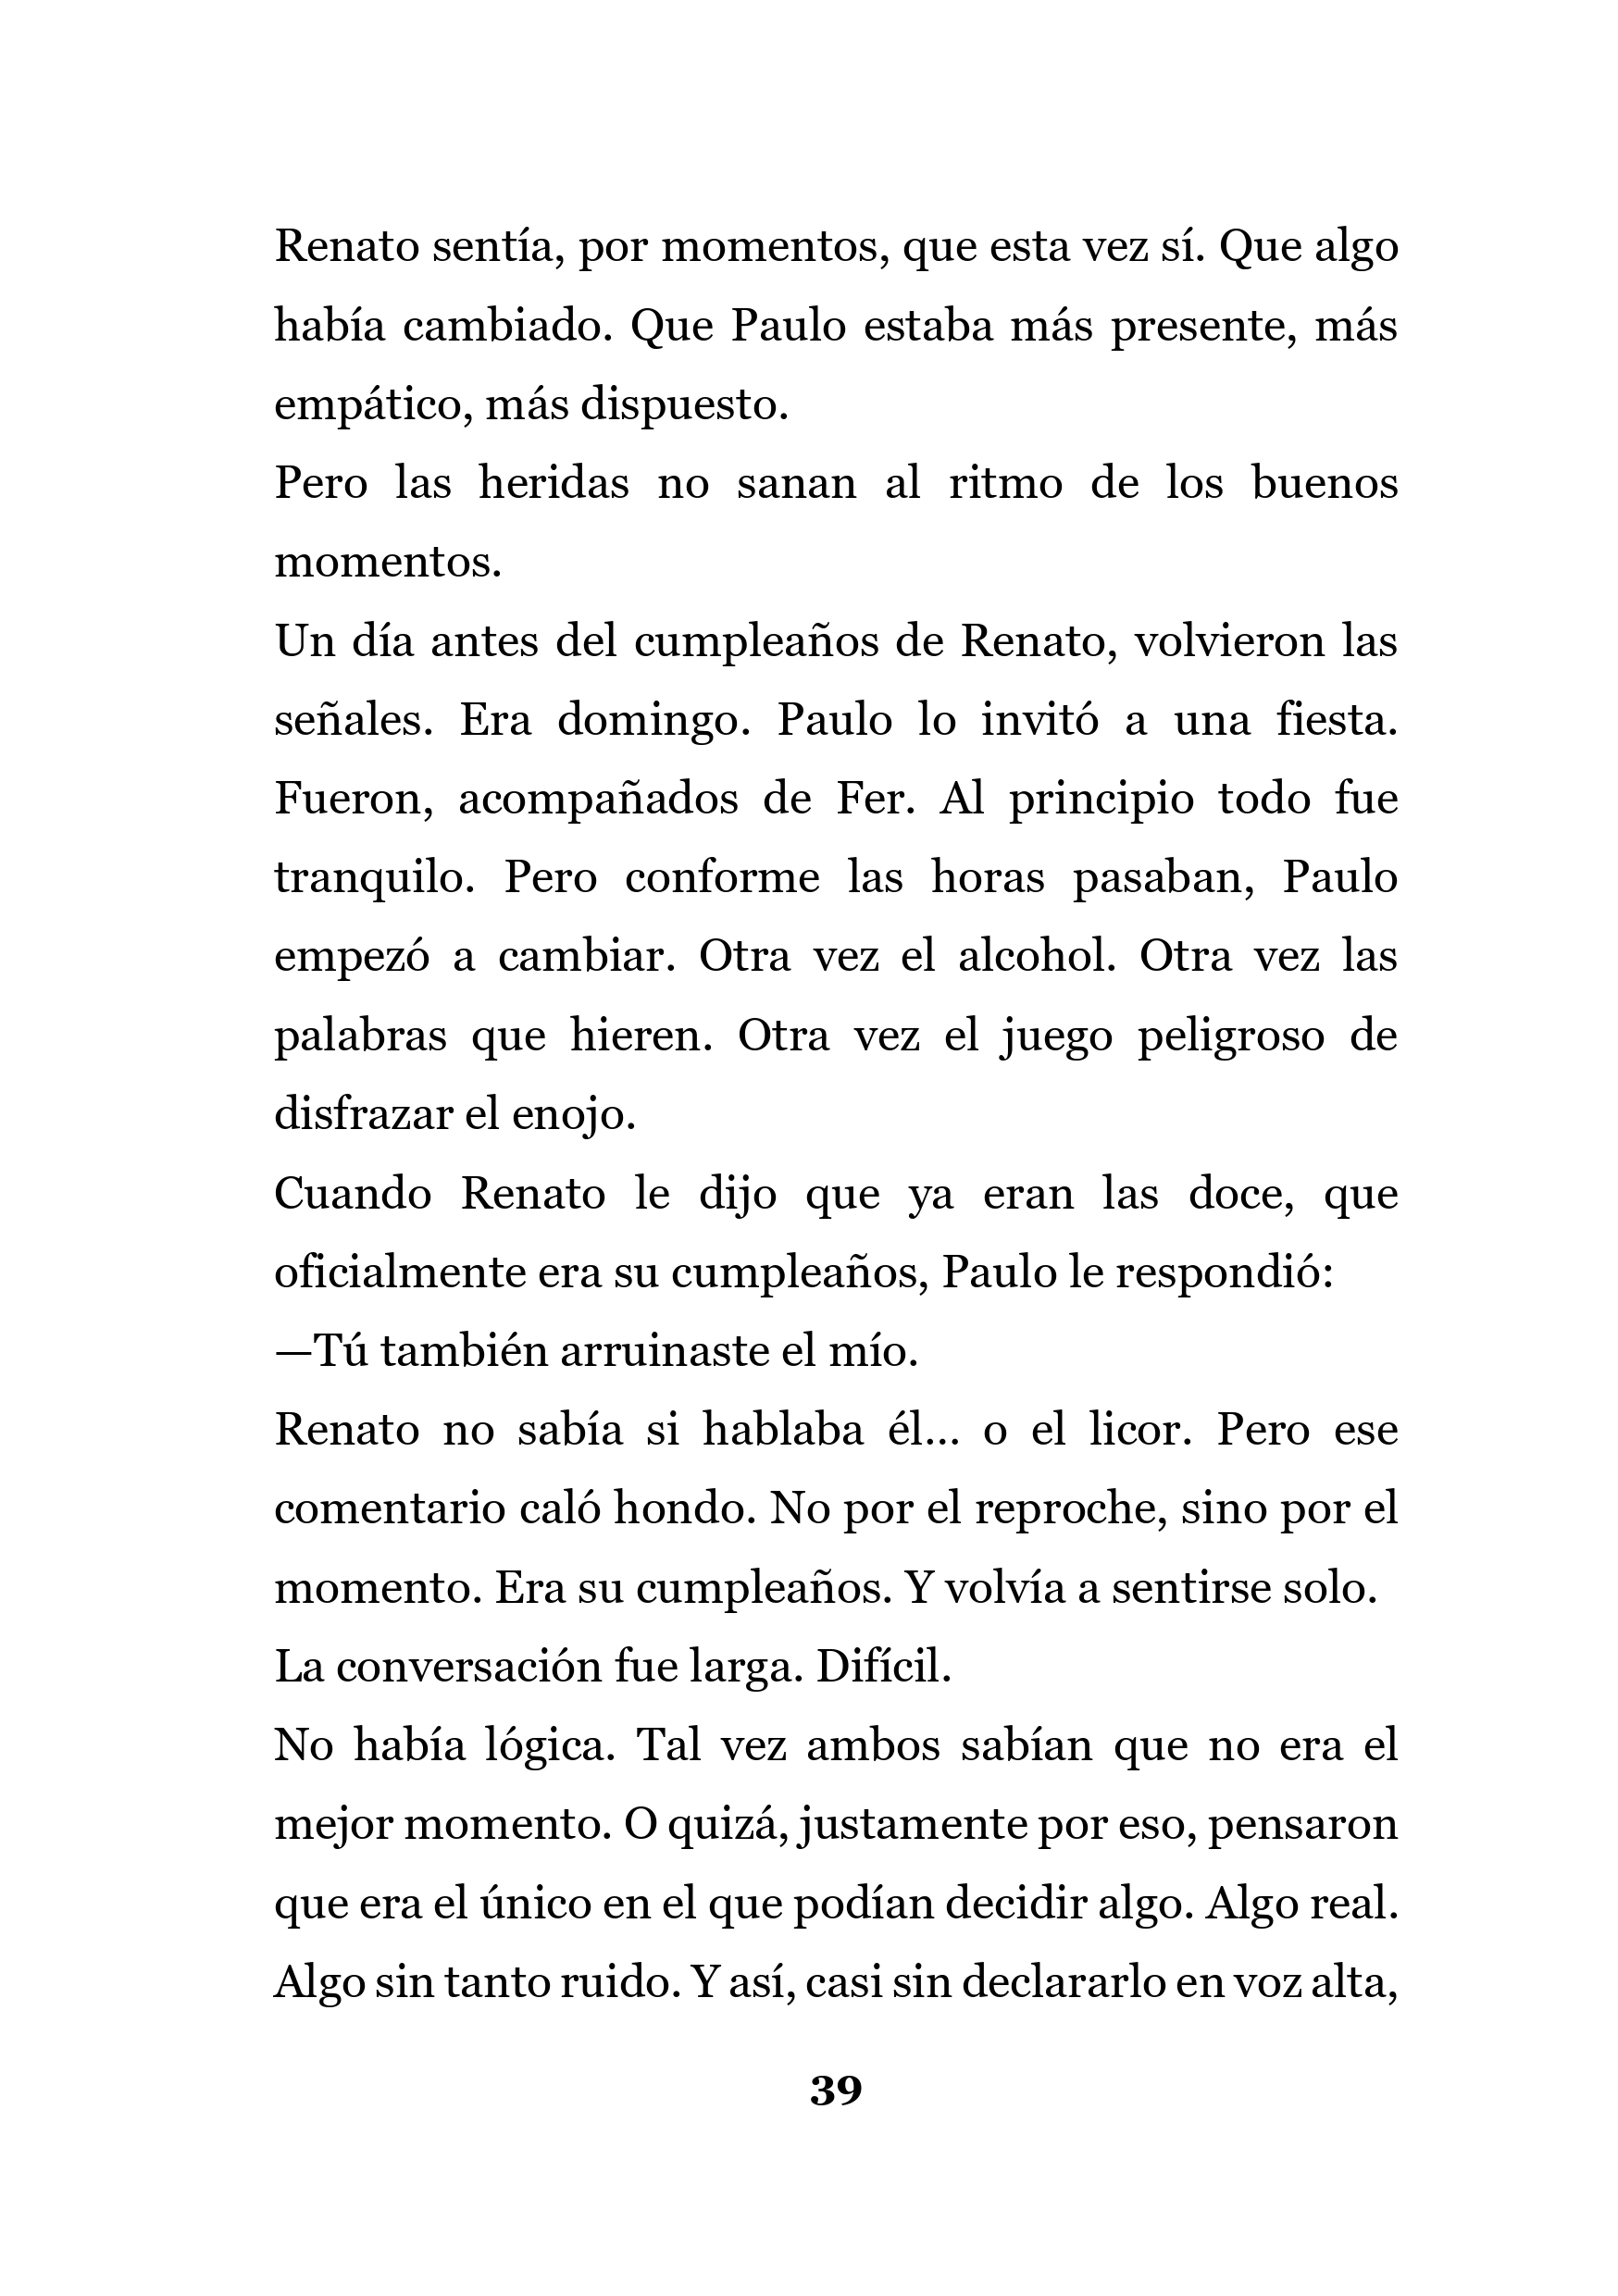 Renato sentía, por momentos, que esta vez sí. Que algo
había cambiado. Que Paulo estaba más presente, más
empático, más dispuesto.
Pero las heridas no sanan al ritmo de los buenos
momentos.
Un día antes del cumpleaños de Renato, volvieron las
señales. Era domingo. Paulo lo invitó a una fiesta.
Fueron, acompañados de Fer. Al principio todo fue
tranquilo. Pero conforme las horas pasaban, Paulo
empezó a cambiar. Otra vez el alcohol. Otra vez las
palabras que hieren. Otra vez el juego peligroso de
disfrazar el enojo.
Cuando Renato le dijo que ya eran las doce, que
oficialmente era su cumpleaños, Paulo le respondió:
—Tú también arruinaste el mío.
Renato no sabía si hablaba él… o el licor. Pero ese
comentario caló hondo. No por el reproche, sino por el
momento. Era su cumpleaños. Y volvía a sentirse solo.
La conversación fue larga. Difícil.
No había lógica. Tal vez ambos sabían que no era el
mejor momento. O quizá, justamente por eso, pensaron
que era el único en el que podían decidir algo. Algo real.
Algo sin tanto ruido. Y así, casi sin declararlo en voz alta,
39